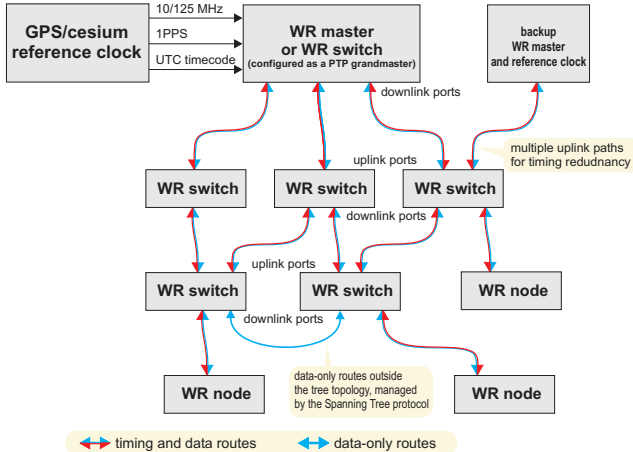 GPS/cesium
reference clock
10/125 MHz
1PPS
UTC timecode
WR master
or WR switch
(configured as a PTP grandmaster)
backup
WR master
and reference clock
downlink ports
multiple uplink paths
for timing redudnancy
uplink ports
WR switch
WR switch
WR switch
downlink ports
uplink ports
WR switch
WR switch
WR node
downlink ports
data-only routes outside
the tree topology, managed
by the Spanning Tree protocol
WR node
WR node
timing and data routes
data-only routes